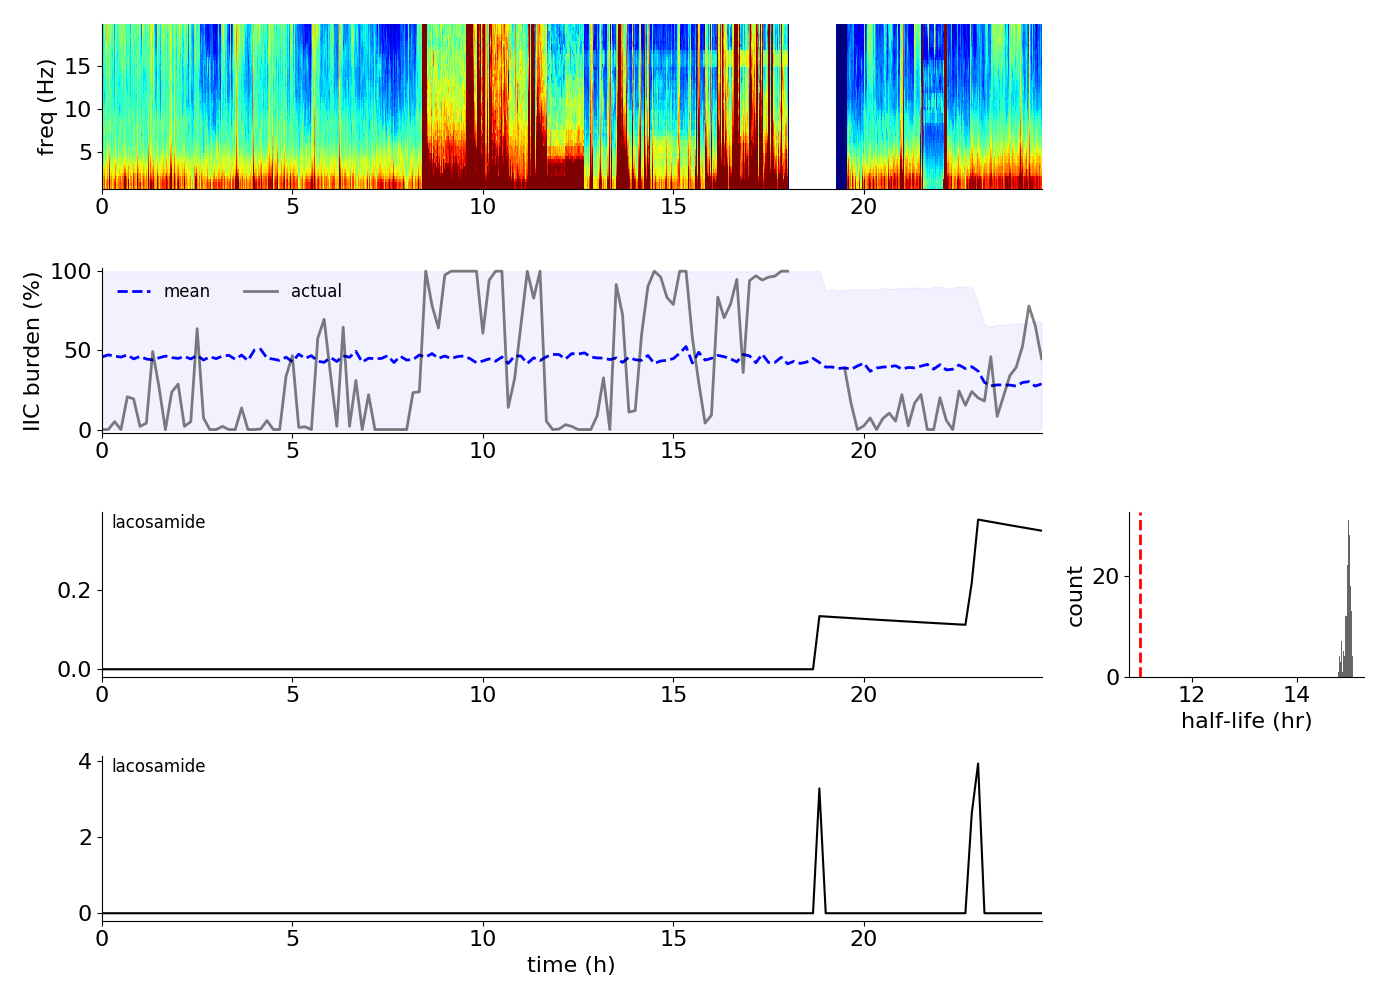 freq (Hz)
15
10
5
0 5 10 15 20
IIC burden (%)
100
50
0
mean actual
0 5 10 15 20
lacosamide
0.2
0.0
0 5 10 15 20
count
20
0
12 14
half-life (hr)
lacosamide
4
2
0
0 5 10 15 20
time (h)